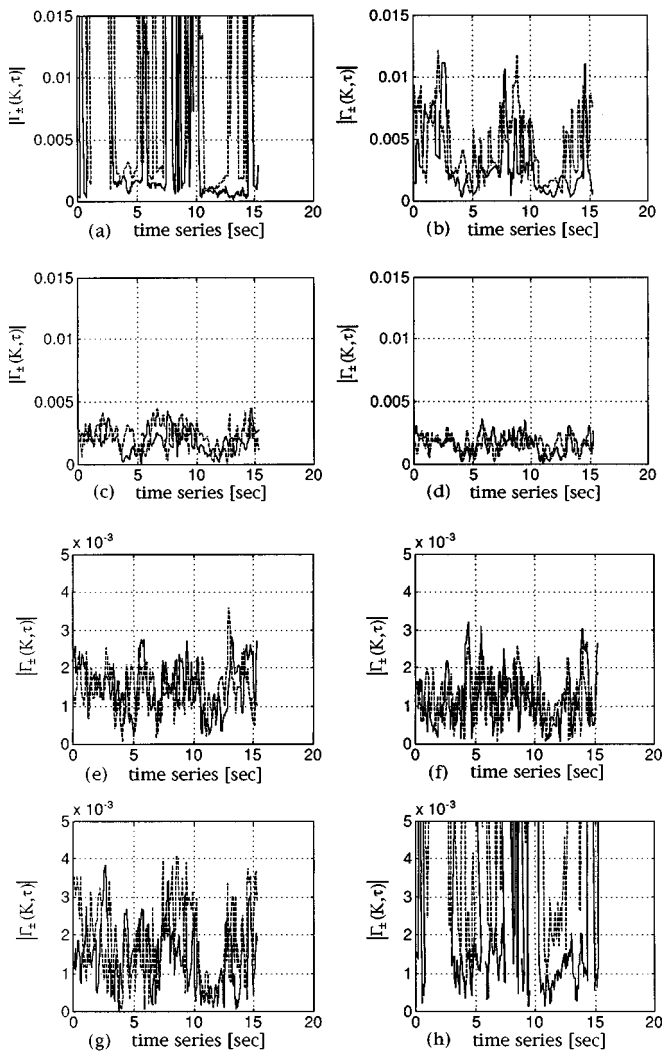 0.015 0.015
0.01 0.01
0.005 0.005
0 0
|Γ±(K,τ)| |Γ±(K,τ)|
0 5 10 15 20 0 5 10 15 20
(a) time series [sec] (b) time series [sec]
0.015 0.015
0.01 0.01
0.005 0.005
0 0
|Γ±(K,τ)| |Γ±(K,τ)|
0 5 10 15 20 0 5 10 15 20
(c) time series [sec] (d) time series [sec]
5 x 10⁻³ 5 x 10⁻³
4 4
3 3
2 2
1 1
0 0
|Γ±(K,τ)| |Γ±(K,τ)|
0 5 10 15 20 0 5 10 15 20
(e) time series [sec] (f) time series [sec]
5 x 10⁻³ 5 x 10⁻³
4 4
3 3
2 2
1 1
0 0
|Γ±(K,τ)| |Γ±(K,τ)|
0 5 10 15 20 0 5 10 15 20
(g) time series [sec] (h) time series [sec]